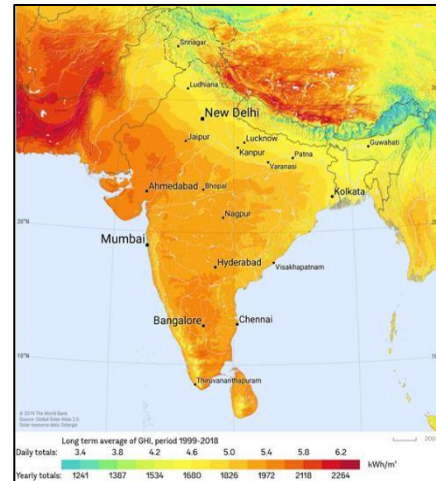 Srinagar
Ludhiana
New Delhi
Jaipur
Lucknow
Kanpur
Patna
Guwahati
Varanasi
Ahmedabad
Bhopal
Kolkata
20°N
Nagpur
Mumbai
Hyderabad
Visakhapatnam
Bangalore
Chennai
10°N
Thiruvananthapuram
© 2019 The World Bank
Source: Global Solar Atlas 2.0
Solar resource data: Solargis
Long term average of GHI, period 1999-2018
Daily totals: 3.4 3.8 4.2 4.6 5.0 5.4 5.8 6.2
kWh/m²
Yearly totals: 1241 1387 1534 1680 1826 1972 2118 2264